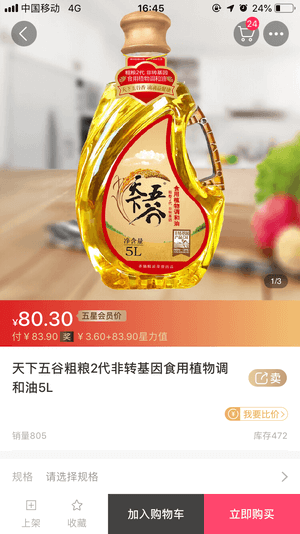 中国移动 4G 16:45 24%
24
粗粮2代 非转基因
食用植物调和油
天下五谷
食用植物调和油
净含量
5L
1/3
¥80.30 五星会员价
付¥83.90 奖 ¥3.60+83.90星力值
天下五谷粗粮2代非转基因食用植物调
和油5L
卖
我要比价>
销量805 库存472
规格 请选择规格
上架
收藏
加入购物车
立即购买